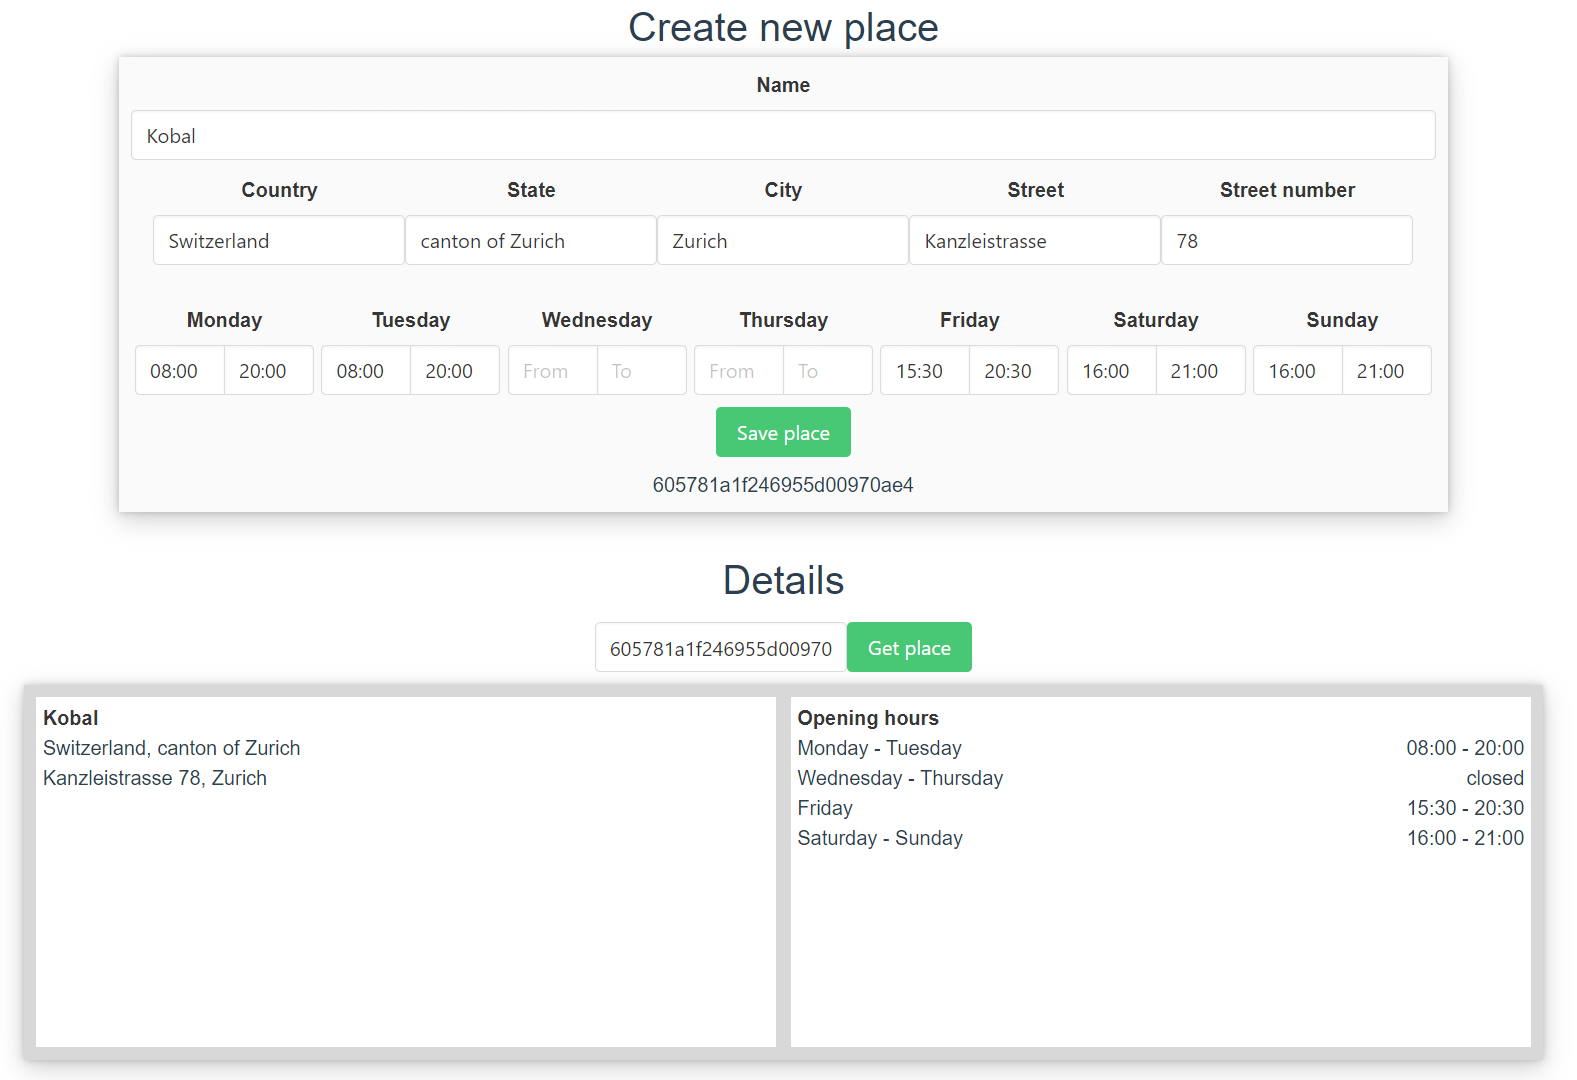 Create new place
Name
Kobal
Country State City Street Street number
Switzerland canton of Zurich Zurich Kanzleistrasse 78
Monday Tuesday Wednesday Thursday Friday Saturday Sunday
08:00 20:00 08:00 20:00 From To From To 15:30 20:30 16:00 21:00 16:00 21:00
Save place
605781a1f246955d00970ae4
Details
605781a1f246955d00970 Get place
Kobal
Switzerland, canton of Zurich
Kanzleistrasse 78, Zurich
Opening hours
Monday - Tuesday 08:00 - 20:00
Wednesday - Thursday closed
Friday 15:30 - 20:30
Saturday - Sunday 16:00 - 21:00